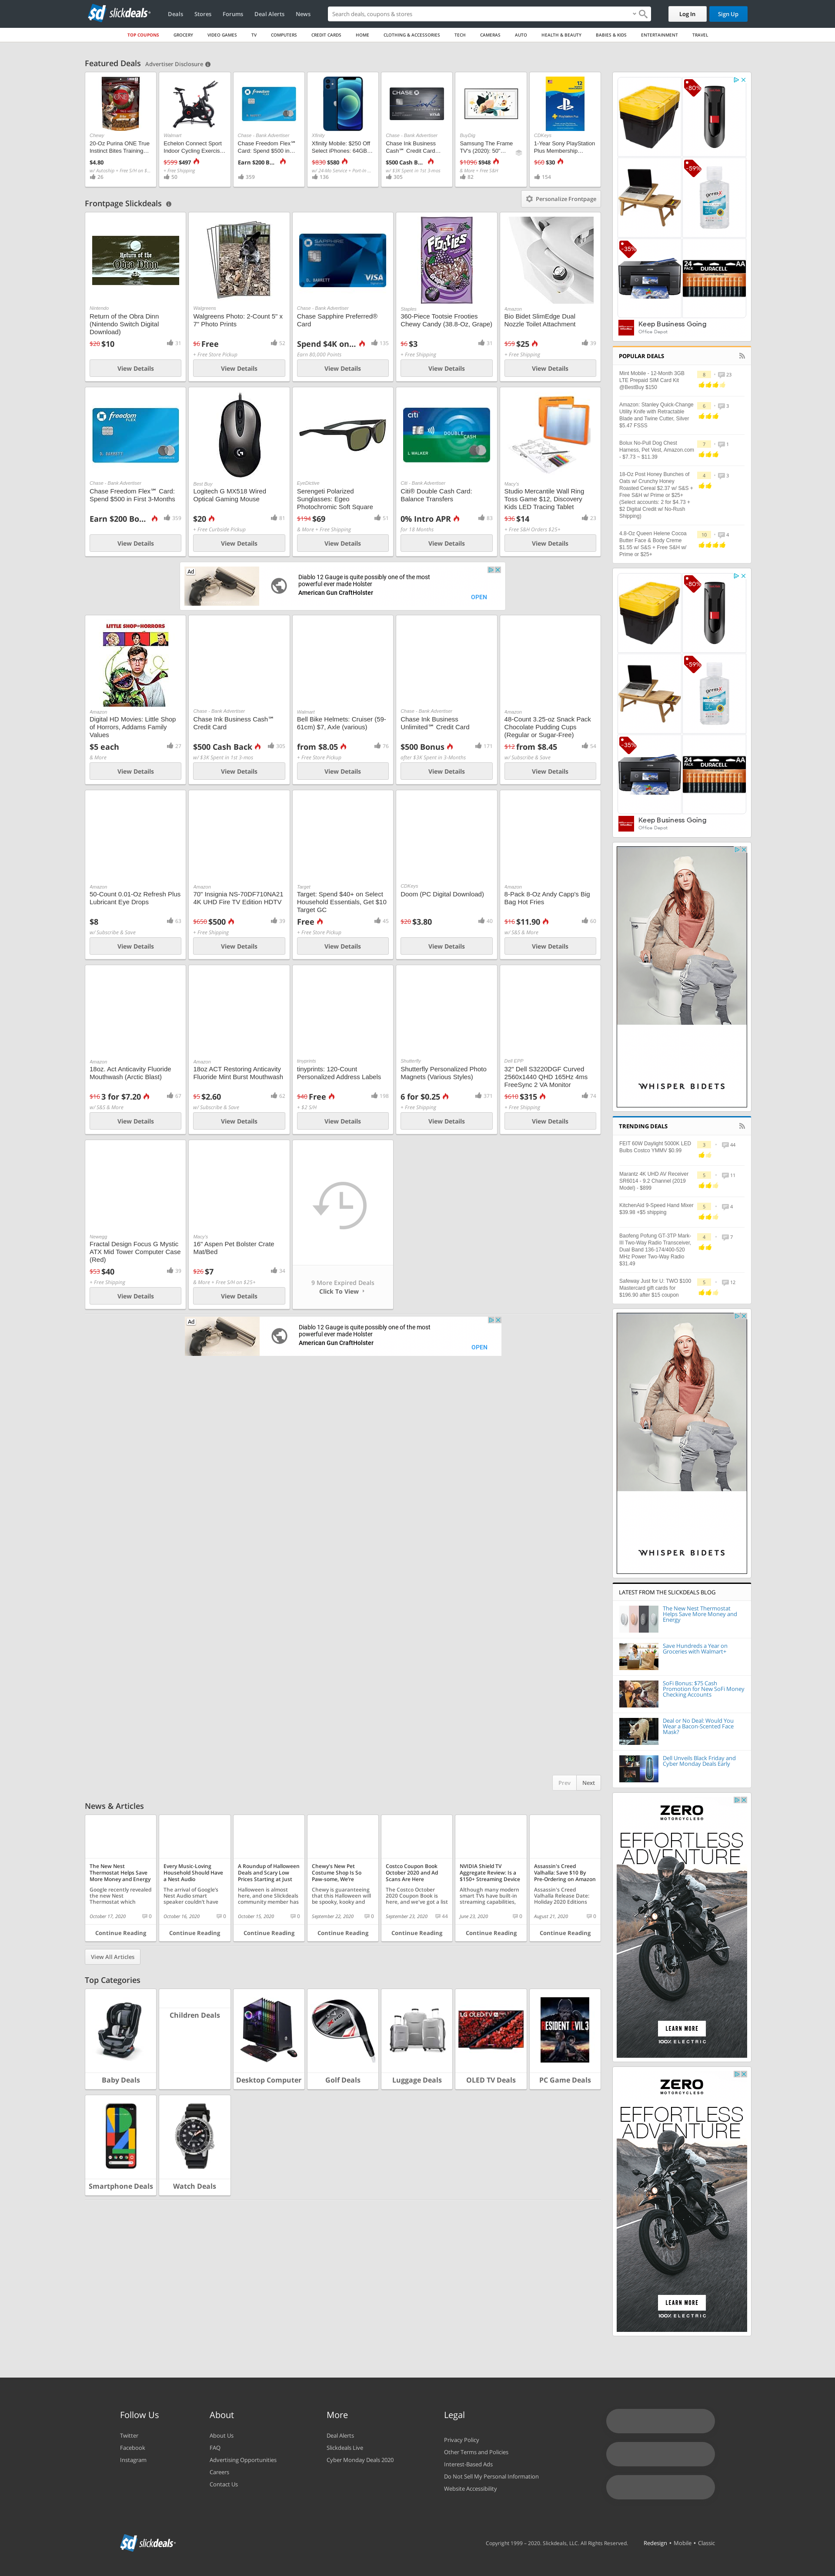 slickdeals
Deals
Stores
Forums
Deal Alerts
News
Search deals, coupons & stores
Log In
Sign Up
TOP COUPONS
GROCERY
VIDEO GAMES
TV
COMPUTERS
CREDIT CARDS
HOME
CLOTHING & ACCESSORIES
TECH
CAMERAS
AUTO
HEALTH & BEAUTY
BABIES & KIDS
ENTERTAINMENT
TRAVEL
Featured Deals
Advertiser Disclosure
Chewy
20-Oz Purina ONE True
Instinct Bites Training...
$4.80
26
Walmart
Echelon Connect Sport
Indoor Cycling Exercis...
$599 $497
+ Free Shipping
50
Chase - Bank Advertiser
Chase Freedom Flex℠
Card: Spend $500 in...
Earn $200 B...
359
Xfinity
Xfinity Mobile: $250 Off
Select iPhones: 64GB...
$830 $580
136
Chase - Bank Advertiser
Chase Ink Business
Cash℠ Credit Card...
$500 Cash B...
w/ $3K Spent in 1st 3-mos
305
BuyDig
Samsung The Frame
TV's (2020): 50"...
$1096 $948
& More + Free S&H
82
CDKeys
1-Year Sony PlayStation
Plus Membership...
$60 $30
154
Frontpage Slickdeals
Personalize Frontpage
Nintendo
Return of the Obra Dinn
(Nintendo Switch Digital
Download)
$20 $10
31
View Details
Walgreens
Walgreens Photo: 2-Count 5" x
7" Photo Prints
$6 Free
+ Free Store Pickup
52
View Details
Chase - Bank Advertiser
Chase Sapphire Preferred®
Card
Spend $4K on...
Earn 80,000 Points
135
View Details
Staples
360-Piece Tootsie Frooties
Chewy Candy (38.8-Oz, Grape)
$6 $3
+ Free Shipping
31
View Details
Amazon
Bio Bidet SlimEdge Dual
Nozzle Toilet Attachment
$59 $25
+ Free Shipping
39
View Details
Chase - Bank Advertiser
Chase Freedom Flex℠ Card:
Spend $500 in First 3-Months
Earn $200 Bo...
359
View Details
Best Buy
Logitech G MX518 Wired
Optical Gaming Mouse
$20
+ Free Curbside Pickup
81
View Details
EyeDictive
Serengeti Polarized
Sunglasses: Egeo
Photochromic Soft Square
$194 $69
& More + Free Shipping
51
View Details
Citi - Bank Advertiser
Citi® Double Cash Card:
Balance Transfers
0% Intro APR
for 18 Months
83
View Details
Macy's
Studio Mercantile Wall Ring
Toss Game $12, Discovery
Kids LED Tracing Tablet
$36 $14
+ Free S&H Orders $25+
23
View Details
Ad
Diablo 12 Gauge is quite possibly one of the most
powerful ever made Holster
American Gun CraftHolster
OPEN
LITTLE SHOP OF HORRORS
Amazon
Digital HD Movies: Little Shop
of Horrors, Addams Family
Values
$5 each
& More
27
View Details
Chase - Bank Advertiser
Chase Ink Business Cash℠
Credit Card
$500 Cash Back
w/ $3K Spent in 1st 3-mos
305
View Details
Walmart
Bell Bike Helmets: Cruiser (59-
61cm) $7, Axle (various)
from $8.05
+ Free Store Pickup
76
View Details
Chase - Bank Advertiser
Chase Ink Business
Unlimited℠ Credit Card
$500 Bonus
after $3K Spent in 3-Months
171
View Details
Amazon
48-Count 3.25-oz Snack Pack
Chocolate Pudding Cups
(Regular or Sugar-Free)
$12 from $8.45
w/ Subscribe & Save
54
View Details
Amazon
50-Count 0.01-Oz Refresh Plus
Lubricant Eye Drops
$8
w/ Subscribe & Save
63
View Details
Amazon
70" Insignia NS-70DF710NA21
4K UHD Fire TV Edition HDTV
$650 $500
+ Free Shipping
39
View Details
Target
Target: Spend $40+ on Select
Household Essentials, Get $10
Target GC
Free
+ Free Store Pickup
45
View Details
CDKeys
Doom (PC Digital Download)
$20 $3.80
40
View Details
Amazon
8-Pack 8-Oz Andy Capp's Big
Bag Hot Fries
$16 $11.90
w/ S&S & More
60
View Details
Amazon
18oz. Act Anticavity Fluoride
Mouthwash (Arctic Blast)
$16 3 for $7.20
w/ S&S & More
67
View Details
Amazon
18oz ACT Restoring Anticavity
Fluoride Mint Burst Mouthwash
$5 $2.60
w/ Subscribe & Save
62
View Details
tinyprints
tinyprints: 120-Count
Personalized Address Labels
$40 Free
+ $2 S/H
198
View Details
Shutterfly
Shutterfly Personalized Photo
Magnets (Various Styles)
6 for $0.25
+ Free Shipping
371
View Details
Dell EPP
32" Dell S3220DGF Curved
2560x1440 QHD 165Hz 4ms
FreeSync 2 VA Monitor
$610 $315
+ Free Shipping
74
View Details
Newegg
Fractal Design Focus G Mystic
ATX Mid Tower Computer Case
(Red)
$53 $40
+ Free Shipping
39
View Details
Macy's
16" Aspen Pet Bolster Crate
Mat/Bed
$26 $7
& More + Free S/H on $25+
34
View Details
9 More Expired Deals
Click To View
Ad
Diablo 12 Gauge is quite possibly one of the most
powerful ever made Holster
American Gun CraftHolster
OPEN
Prev
Next
News & Articles
The New Nest
Thermostat Helps Save
More Money and Energy
Google recently revealed
the new Nest
Thermostat which
October 17, 2020
0
Continue Reading
Every Music-Loving
Household Should Have
a Nest Audio
The arrival of Google's
Nest Audio smart
speaker couldn't have
October 16, 2020
0
Continue Reading
A Roundup of Halloween
Deals and Scary Low
Prices Starting at Just
Halloween is almost
here, and one Slickdeals
community member has
October 15, 2020
0
Continue Reading
Chewy's New Pet
Costume Shop Is So
Paw-some, We're
Chewy is guaranteeing
that this Halloween will
be spooky, kooky and
September 22, 2020
0
Continue Reading
Costco Coupon Book
October 2020 and Ad
Scans Are Here
The Costco October
2020 Coupon Book is
here, and we've got a list
September 23, 2020
44
Continue Reading
NVIDIA Shield TV
Aggregate Review: Is a
$150+ Streaming Device
Although many modern
smart TVs have built-in
streaming capabilities,
June 23, 2020
0
Continue Reading
Assassin's Creed
Valhalla: Save $10 By
Pre-Ordering on Amazon
Assassin's Creed
Valhalla Release Date:
Holiday 2020 Editions
August 21, 2020
0
Continue Reading
View All Articles
Top Categories
Baby Deals
Children Deals
Desktop Computer
Golf Deals
Luggage Deals
OLED TV Deals
PC Game Deals
Smartphone Deals
Watch Deals
-80%
-59%
-35%
Keep Business Going
Office Depot
POPULAR DEALS
Mint Mobile - 12-Month 3GB
LTE Prepaid SIM Card Kit
@BestBuy $150
8
23
Amazon: Stanley Quick-Change
Utility Knife with Retractable
Blade and Twine Cutter, Silver
$5.47 FSSS
6
3
Bolux No-Pull Dog Chest
Harness, Pet Vest, Amazon.com
- $7.73 ~ $11.39
7
1
18-Oz Post Honey Bunches of
Oats w/ Crunchy Honey
Roasted Cereal $2.37 w/ S&S +
Free S&H w/ Prime or $25+
(Select accounts: 2 for $4.73 +
$2 Digital Credit w/ No-Rush
Shipping)
4
3
4.8-Oz Queen Helene Cocoa
Butter Face & Body Creme
$1.55 w/ S&S + Free S&H w/
Prime or $25+
10
4
-80%
-59%
-35%
Keep Business Going
Office Depot
WHISPER BIDETS
TRENDING DEALS
FEIT 60W Daylight 5000K LED
Bulbs Costco YMMV $0.99
3
44
Marantz 4K UHD AV Receiver
SR6014 - 9.2 Channel (2019
Model) - $899
5
11
KitchenAid 9-Speed Hand Mixer
$39.98 +$5 shipping
5
4
Baofeng Pofung GT-3TP Mark-
III Two-Way Radio Transceiver,
Dual Band 136-174/400-520
MHz Power Two-Way Radio
$31.49
4
7
Safeway Just for U: TWO $100
Mastercard gift cards for
$196.90 after $15 coupon
5
12
WHISPER BIDETS
LATEST FROM THE SLICKDEALS BLOG
The New Nest Thermostat
Helps Save More Money and
Energy
Save Hundreds a Year on
Groceries with Walmart+
SoFi Bonus: $75 Cash
Promotion for New SoFi Money
Checking Accounts
Deal or No Deal: Would You
Wear a Bacon-Scented Face
Mask?
Dell Unveils Black Friday and
Cyber Monday Deals Early
ZERO
MOTORCYCLES
EFFORTLESS
ADVENTURE
LEARN MORE
100% ELECTRIC
ZERO
MOTORCYCLES
EFFORTLESS
ADVENTURE
LEARN MORE
100% ELECTRIC
Follow Us
Twitter
Facebook
Instagram
About
About Us
FAQ
Advertising Opportunities
Careers
Contact Us
More
Deal Alerts
Slickdeals Live
Cyber Monday Deals 2020
Legal
Privacy Policy
Other Terms and Policies
Interest-Based Ads
Do Not Sell My Personal Information
Website Accessibility
slickdeals
Copyright 1999 - 2020. Slickdeals, LLC. All Rights Reserved.
Redesign • Mobile • Classic